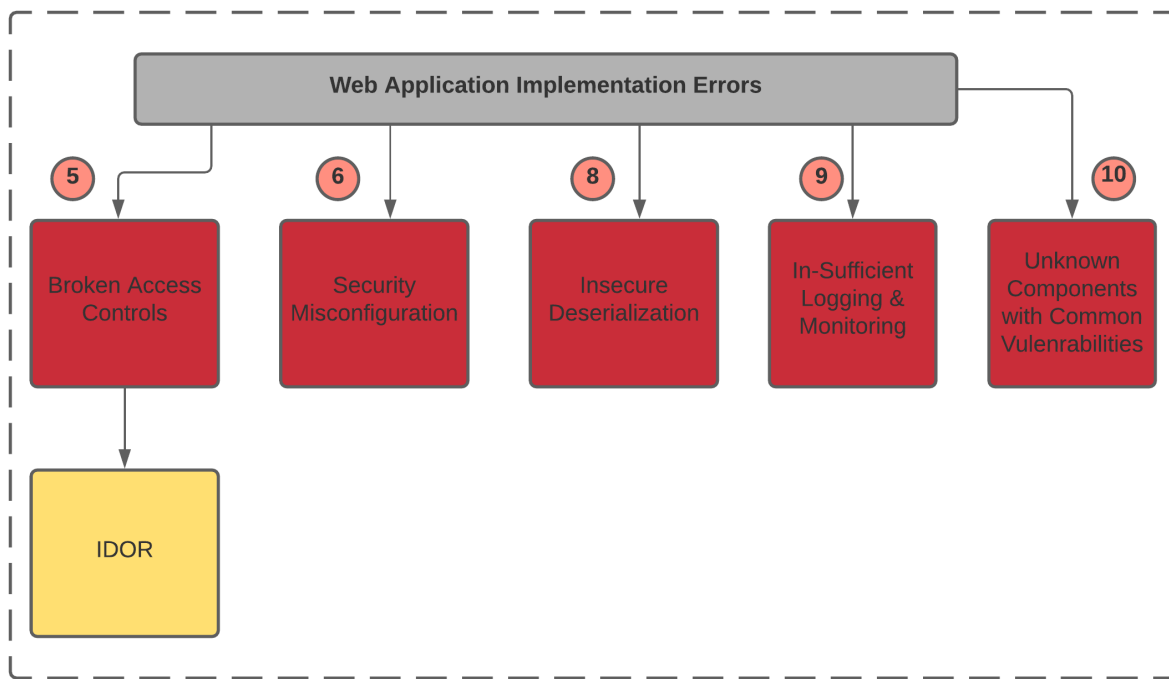 Web Application Implementation Errors
5
6
8
9
10
Broken Access
Controls
Security
Misconfiguration
Insecure
Deserialization
In-Sufficient
Logging &
Monitoring
Unknown
Components
with Common
Vulenrabilities
IDOR